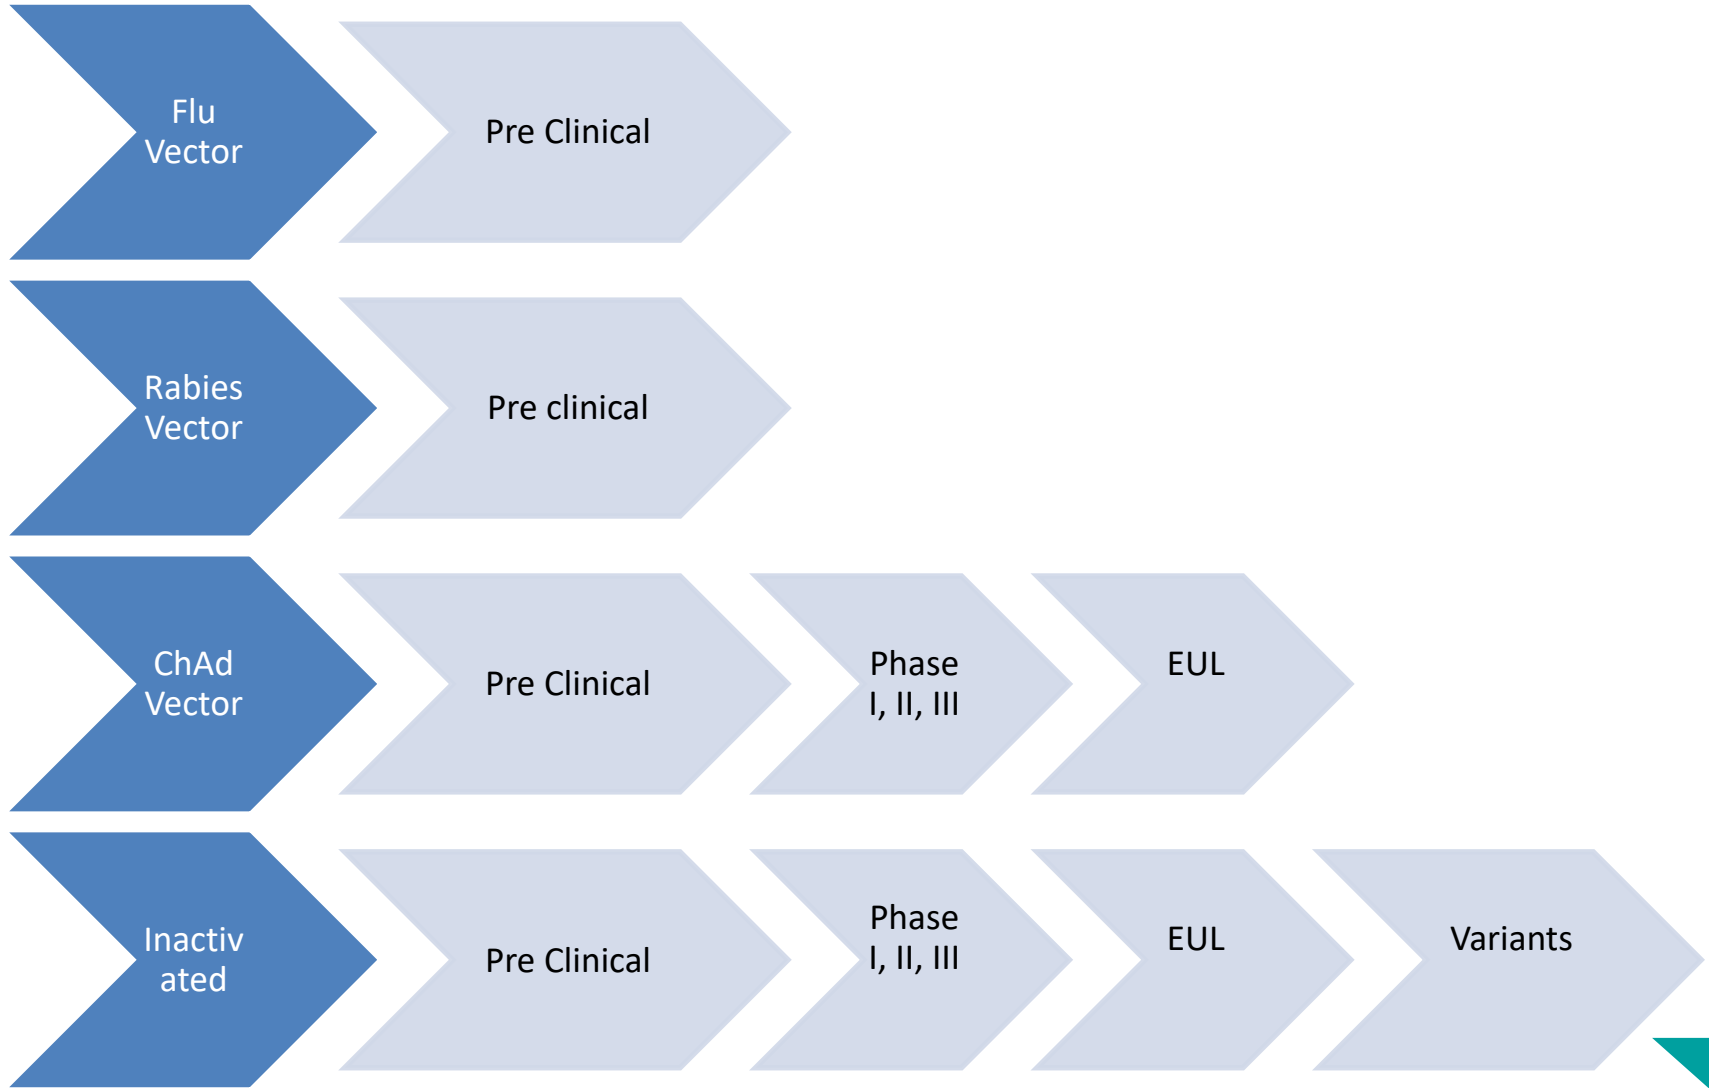 Flu
Vector
Pre Clinical
Rabies
Vector
Pre clinical
ChAd
Vector
Pre Clinical
Phase
I, II, III
EUL
Inactiv
ated
Pre Clinical
Phase
I, II, III
EUL
Variants